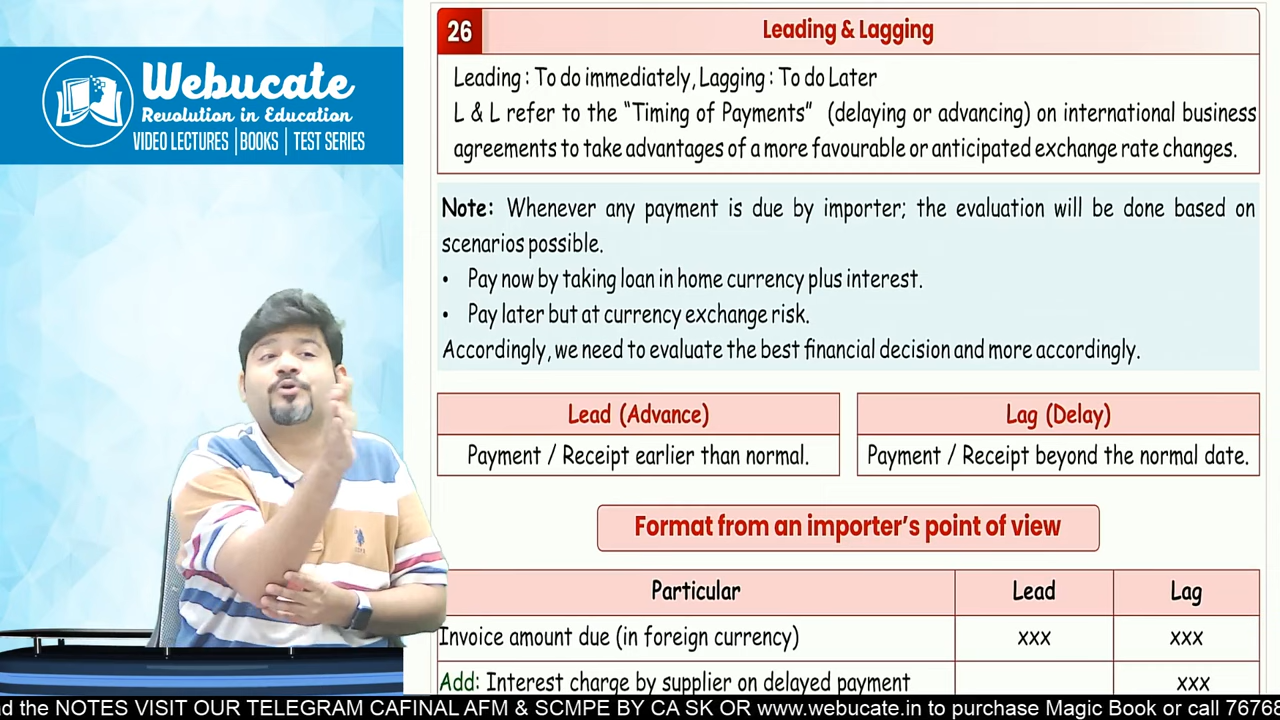 Webucate
Revolution in Education
VIDEO LECTURES | BOOKS | TEST SERIES
26
Leading & Lagging
Leading : To do immediately, Lagging : To do Later
L & L refer to the “Timing of Payments” (delaying or advancing) on international business
agreements to take advantages of a more favourable or anticipated exchange rate changes.
Note: Whenever any payment is due by importer; the evaluation will be done based on
scenarios possible.
• Pay now by taking loan in home currency plus interest.
• Pay later but at currency exchange risk.
Accordingly, we need to evaluate the best financial decision and more accordingly.
Lead (Advance)
Payment / Receipt earlier than normal.
Lag (Delay)
Payment / Receipt beyond the normal date.
Format from an importer’s point of view
Particular Lead Lag
Invoice amount due (in foreign currency) xxx xxx
Add: Interest charge by supplier on delayed payment xxx
the NOTES VISIT OUR TELEGRAM CAFINAL AFM & SCMPE BY CA SK OR www.webucate.in to purchase Magic Book or call 7676